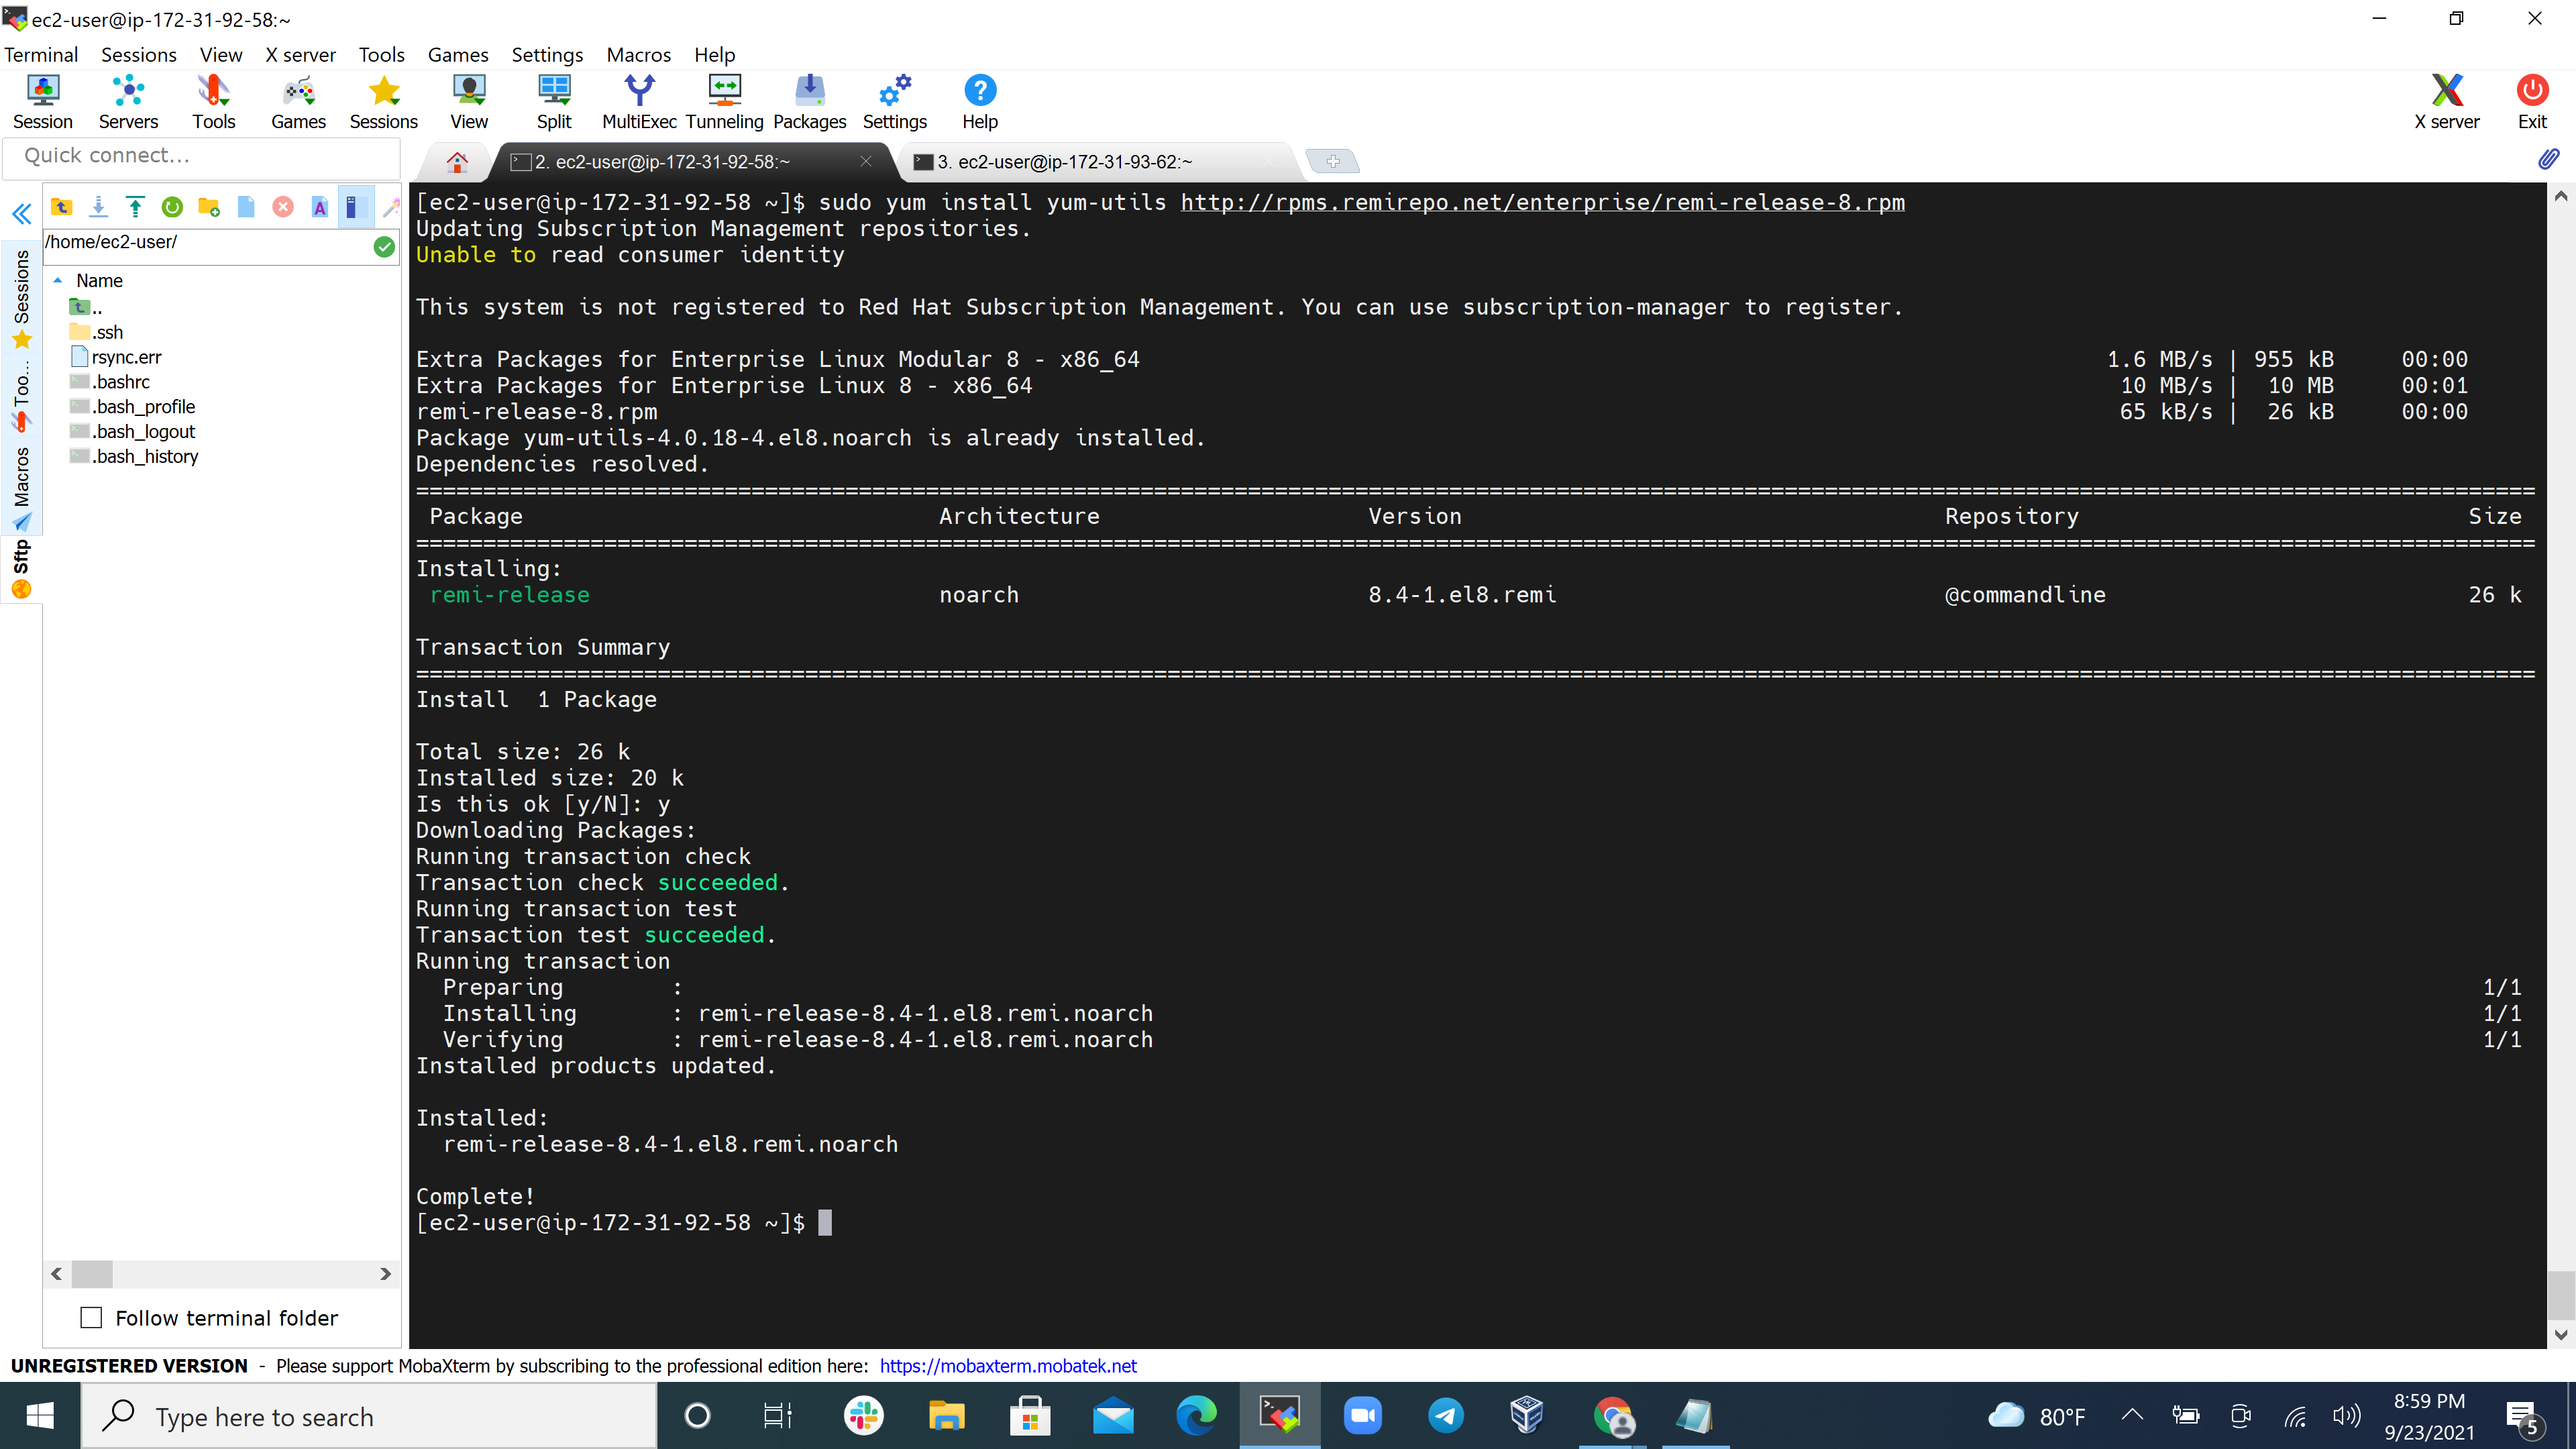 ec2-user@ip-172-31-92-58:~
Terminal Sessions View X server Tools Games Settings Macros Help
Session Servers Tools Games Sessions View Split MultiExec Tunneling Packages Settings Help X server Exit
Quick connect...
2. ec2-user@ip-172-31-92-58:~
3. ec2-user@ip-172-31-93-62:~
/home/ec2-user/
Name
..
.ssh
rsync.err
.bashrc
.bash_profile
.bash_logout
.bash_history
Sessions
Too...
Macros
Sftp
Follow terminal folder
[ec2-user@ip-172-31-92-58 ~]$ sudo yum install yum-utils http://rpms.remirepo.net/enterprise/remi-release-8.rpm
Updating Subscription Management repositories.
Unable to read consumer identity
This system is not registered to Red Hat Subscription Management. You can use subscription-manager to register.
Extra Packages for Enterprise Linux Modular 8 - x86_64 1.6 MB/s | 955 kB 00:00
Extra Packages for Enterprise Linux 8 - x86_64 10 MB/s | 10 MB 00:01
remi-release-8.rpm 65 kB/s | 26 kB 00:00
Package yum-utils-4.0.18-4.el8.noarch is already installed.
Dependencies resolved.
Package Architecture Version Repository Size
Installing:
remi-release noarch 8.4-1.el8.remi @commandline 26 k
Transaction Summary
Install 1 Package
Total size: 26 k
Installed size: 20 k
Is this ok [y/N]: y
Downloading Packages:
Running transaction check
Transaction check succeeded.
Running transaction test
Transaction test succeeded.
Running transaction
Preparing : 1/1
Installing : remi-release-8.4-1.el8.remi.noarch 1/1
Verifying : remi-release-8.4-1.el8.remi.noarch 1/1
Installed products updated.
Installed:
remi-release-8.4-1.el8.remi.noarch
Complete!
[ec2-user@ip-172-31-92-58 ~]$
UNREGISTERED VERSION - Please support MobaXterm by subscribing to the professional edition here: https://mobaxterm.mobatek.net
Type here to search
80°F
8:59 PM
9/23/2021
5